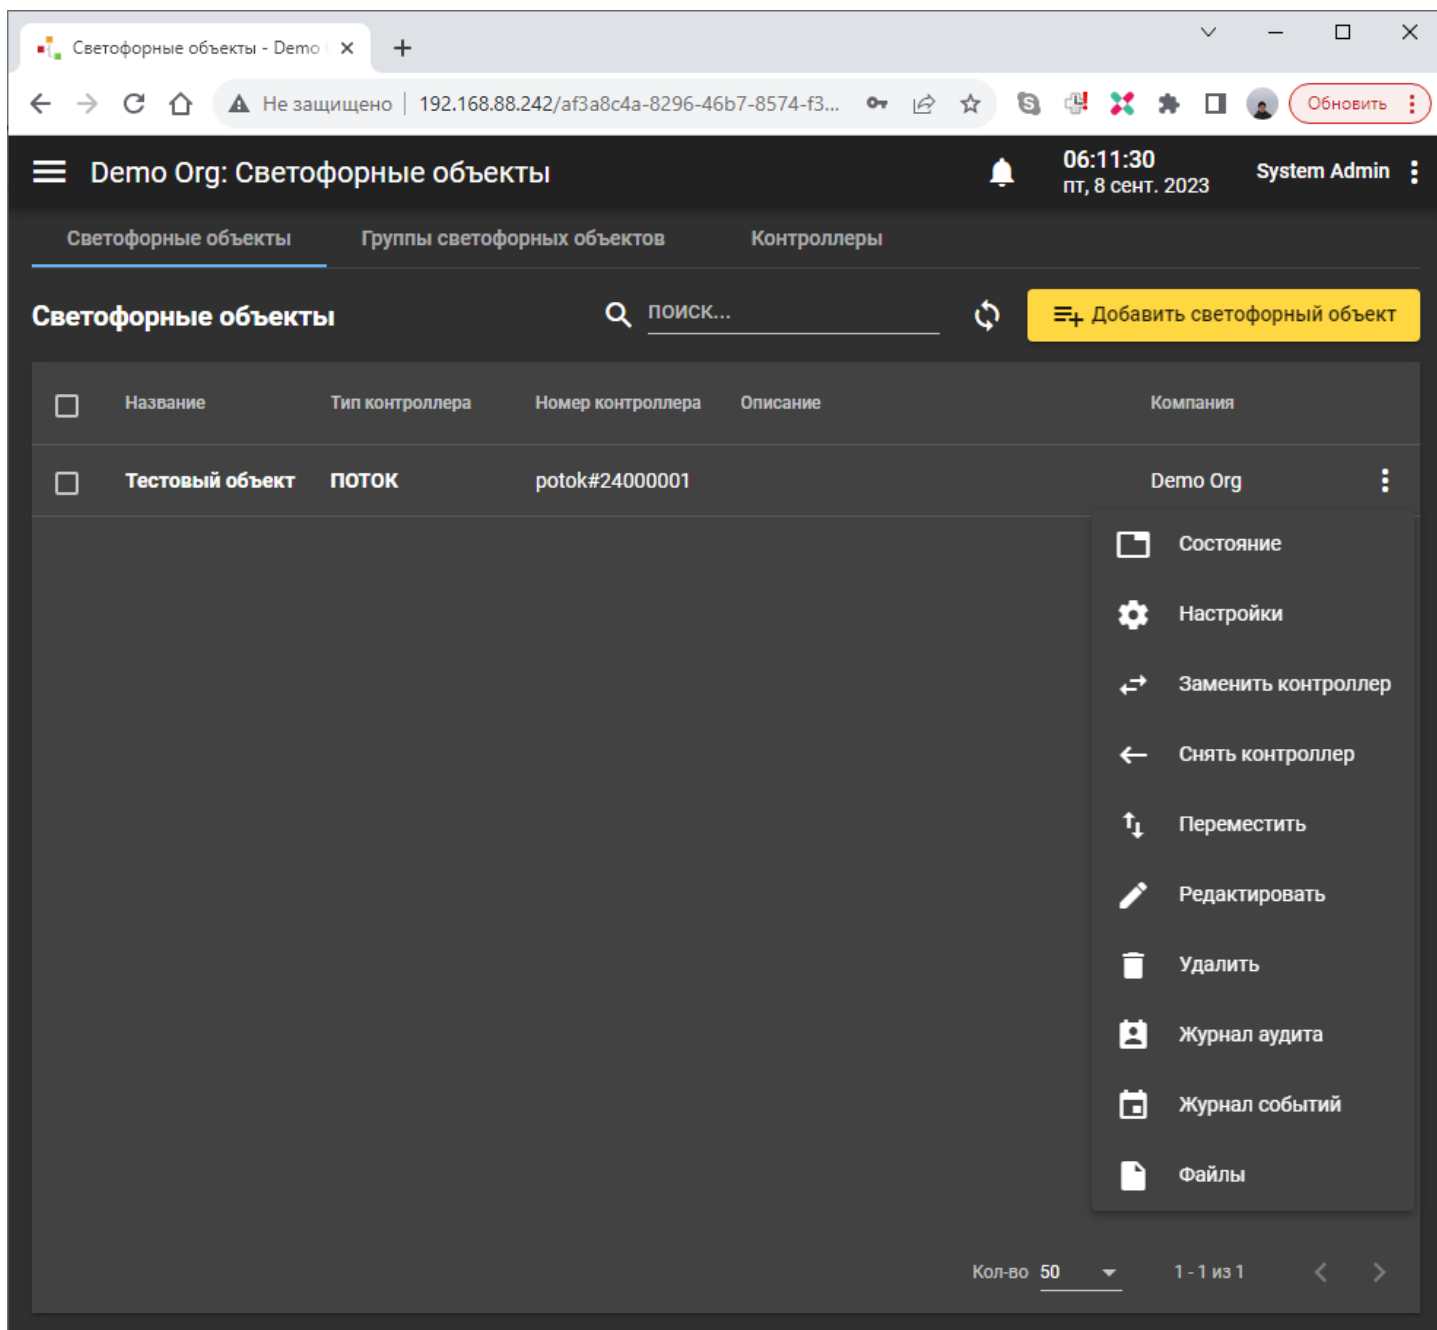 Светофорные объекты - Demo
Не защищено 192.168.88.242/af3a8c4a-8296-46b7-8574-f3...
Обновить
Demo Org: Светофорные объекты
06:11:30
пт, 8 сент. 2023
System Admin
Светофорные объекты Группы светофорных объектов Контроллеры
Светофорные объекты поиск... Добавить светофорный объект
Название Тип контроллера Номер контроллера Описание Компания
Тестовый объект ПОТОК potok#24000001 Demo Org
Состояние
Настройки
Заменить контроллер
Снять контроллер
Переместить
Редактировать
Удалить
Журнал аудита
Журнал событий
Файлы
Кол-во 50 1 - 1 из 1